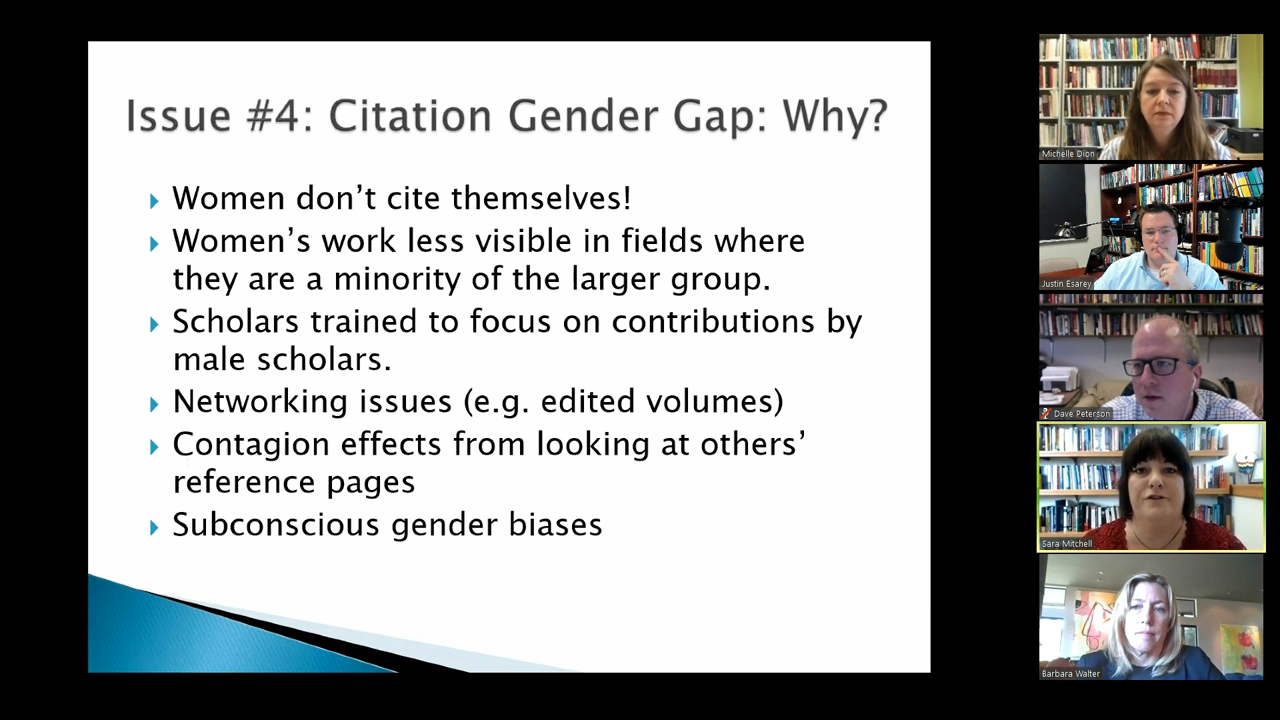 Issue #4: Citation Gender Gap: Why?
Women don’t cite themselves!
Women’s work less visible in fields where
they are a minority of the larger group.
Scholars trained to focus on contributions by
male scholars.
Networking issues (e.g. edited volumes)
Contagion effects from looking at others’
reference pages
Subconscious gender biases
Michelle Dion
Justin Esarey
Dave Peterson
Sara Mitchell
Barbara Walter